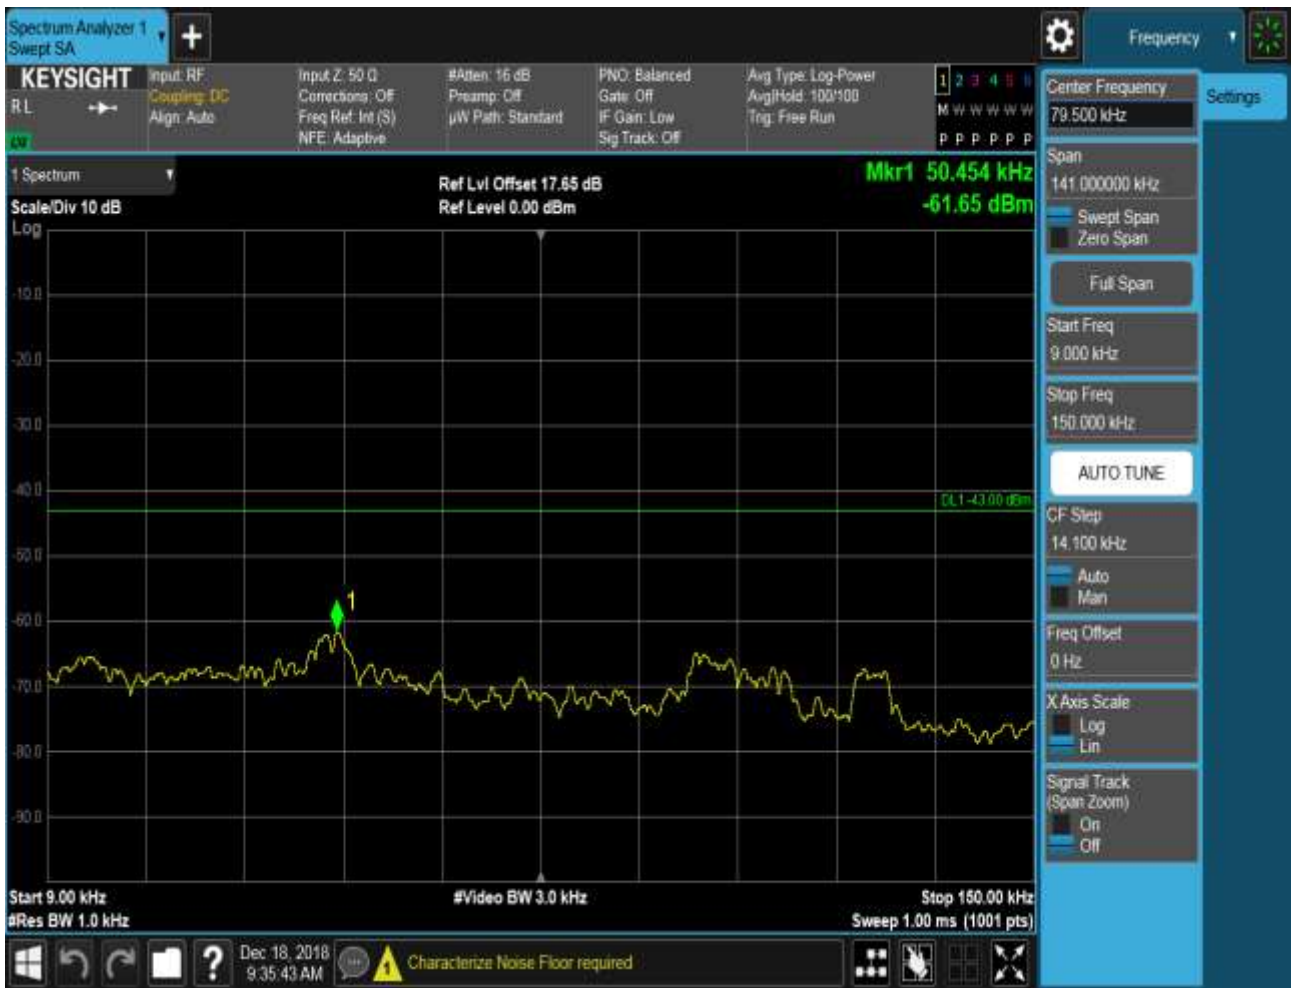 Spectrum Analyzer 1
Swept SA
Frequency
KEYSIGHT
R L
Input: RF
Coupling: DC
Align: Auto
Input Z: 50 Ω
Corrections: Off
Freq Ref: Int (S)
NFE: Adaptive
#Atten: 16 dB
Preamp: Off
µW Path: Standard
PNO: Balanced
Gate: Off
IF Gain: Low
Sig Track: Off
Avg Type: Log-Power
Avg|Hold: 100/100
Trig: Free Run
1 2 3 4 5 6
M W W W W W
P P P P P P
1 Spectrum
Scale/Div 10 dB
Log
Ref Lvl Offset 17.65 dB
Ref Level 0.00 dBm
Mkr1 50.454 kHz
-61.65 dBm
-10.0
-20.0
-30.0
-40.0
DL1 -43.00 dBm
-50.0
1
-60.0
-70.0
-80.0
-90.0
Start 9.00 kHz
#Res BW 1.0 kHz
#Video BW 3.0 kHz
Stop 150.00 kHz
Sweep 1.00 ms (1001 pts)
Center Frequency
79.500 kHz
Settings
Span
141.000000 kHz
Swept Span
Zero Span
Full Span
Start Freq
9.000 kHz
Stop Freq
150.000 kHz
AUTO TUNE
CF Step
14.100 kHz
Auto
Man
Freq Offset
0 Hz
X Axis Scale
Log
Lin
Signal Track
(Span Zoom)
On
Off
?
Dec 18, 2018
9:35:43 AM
1
Characterize Noise Floor required